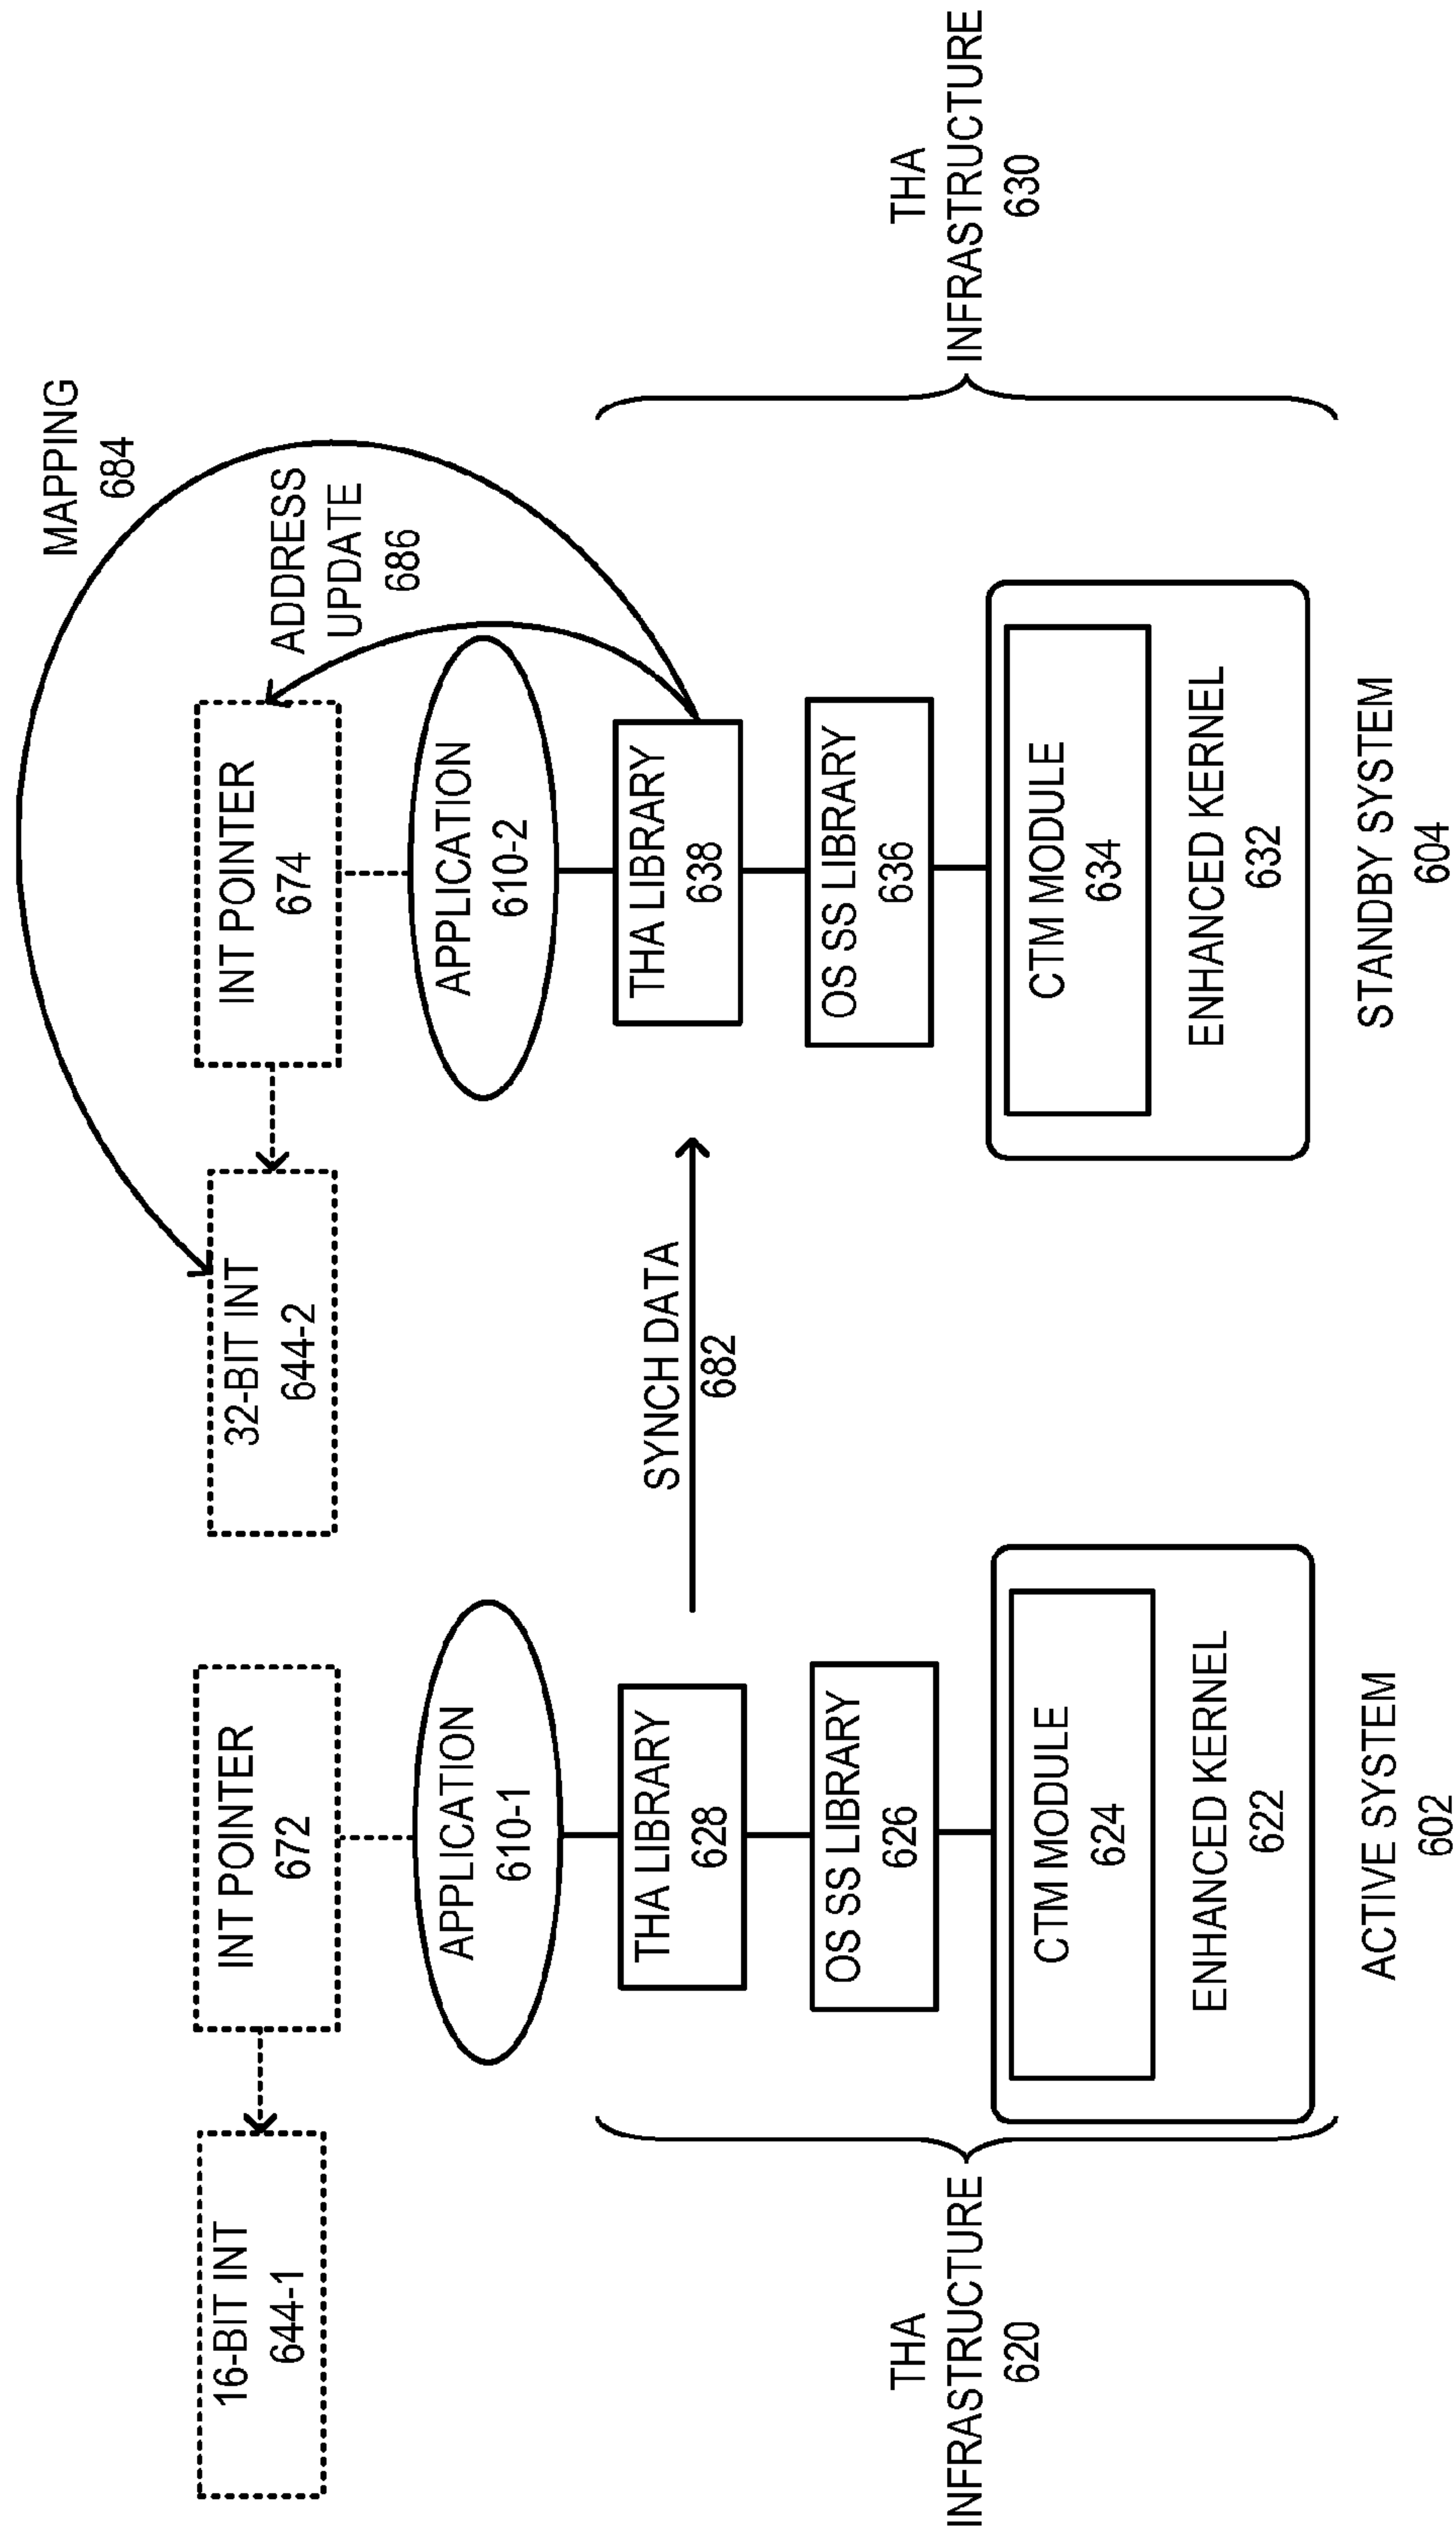 MAPPING
684
ADDRESS
UPDATE
686
16-BIT INT
644-1
INT POINTER
672
32-BIT INT
644-2
INT POINTER
674
APPLICATION
610-1
APPLICATION
610-2
THA LIBRARY
628
SYNCH DATA
682
THA LIBRARY
638
OS SS LIBRARY
626
OS SS LIBRARY
636
THA
INFRASTRUCTURE
620
THA
INFRASTRUCTURE
630
CTM MODULE
624
ENHANCED KERNEL
622
CTM MODULE
634
ENHANCED KERNEL
632
ACTIVE SYSTEM
602
STANDBY SYSTEM
604